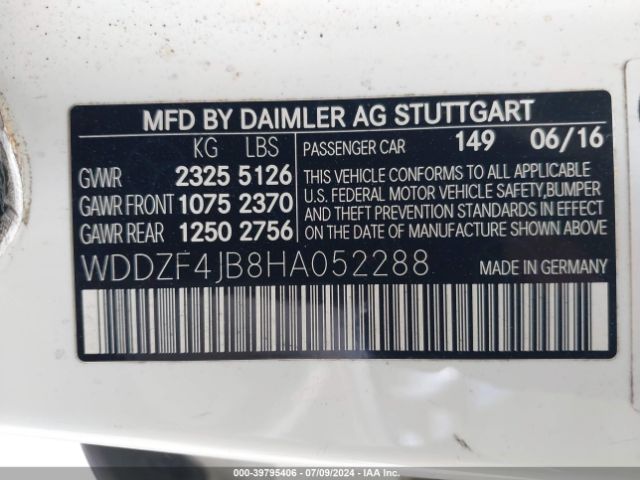 MFD BY DAIMLER AG STUTTGART
KG LBS PASSENGER CAR 149 06/16
GVWR 2325 5126
GAWR FRONT 1075 2370
GAWR REAR 1250 2756
THIS VEHICLE CONFORMS TO ALL APPLICABLE
U.S. FEDERAL MOTOR VEHICLE SAFETY, BUMPER
AND THEFT PREVENTION STANDARDS IN EFFECT
ON THE DATE OF MANUFACTURE SHOWN ABOVE
WDDZF4JB8HA052288 MADE IN GERMANY
000-39795406 - 07/09/2024 - IAA Inc.